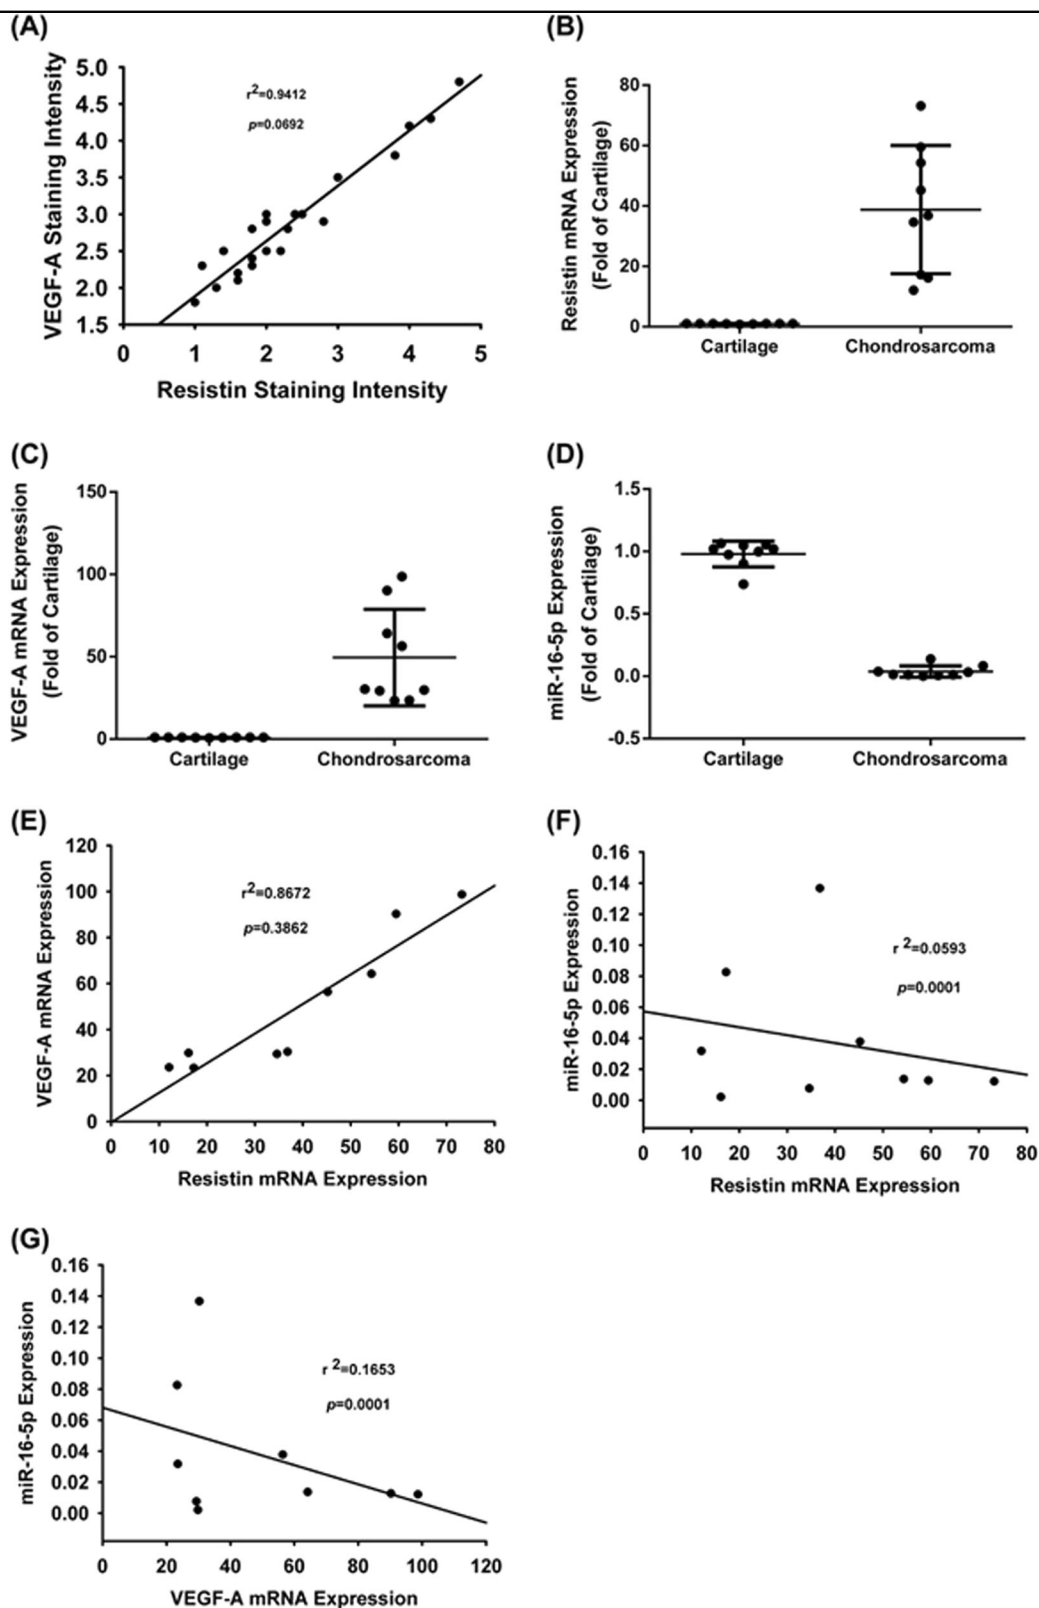 (A)
VEGF-A Staining Intensity
5.0
4.5
4.0
3.5
3.0
2.5
2.0
1.5
r2=0.9412
p=0.0692
0 1 2 3 4 5
Resistin Staining Intensity
(B)
Resistin mRNA Expression
(Fold of Cartilage)
80
60
40
20
0
Cartilage Chondrosarcoma
(C)
VEGF-A mRNA Expression
(Fold of Cartilage)
150
100
50
0
Cartilage Chondrosarcoma
(D)
miR-16-5p Expression
(Fold of Cartilage)
1.5
1.0
0.5
0.0
-0.5
Cartilage Chondrosarcoma
(E)
VEGF-A mRNA Expression
120
100
80
60
40
20
0
r2=0.8672
p=0.3862
0 10 20 30 40 50 60 70 80
Resistin mRNA Expression
(F)
miR-16-5p Expression
0.16
0.14
0.12
0.10
0.08
0.06
0.04
0.02
0.00
r 2=0.0593
p=0.0001
0 10 20 30 40 50 60 70 80
Resistin mRNA Expression
(G)
miR-16-5p Expression
0.16
0.14
0.12
0.10
0.08
0.06
0.04
0.02
0.00
r 2=0.1653
p=0.0001
0 20 40 60 80 100 120
VEGF-A mRNA Expression